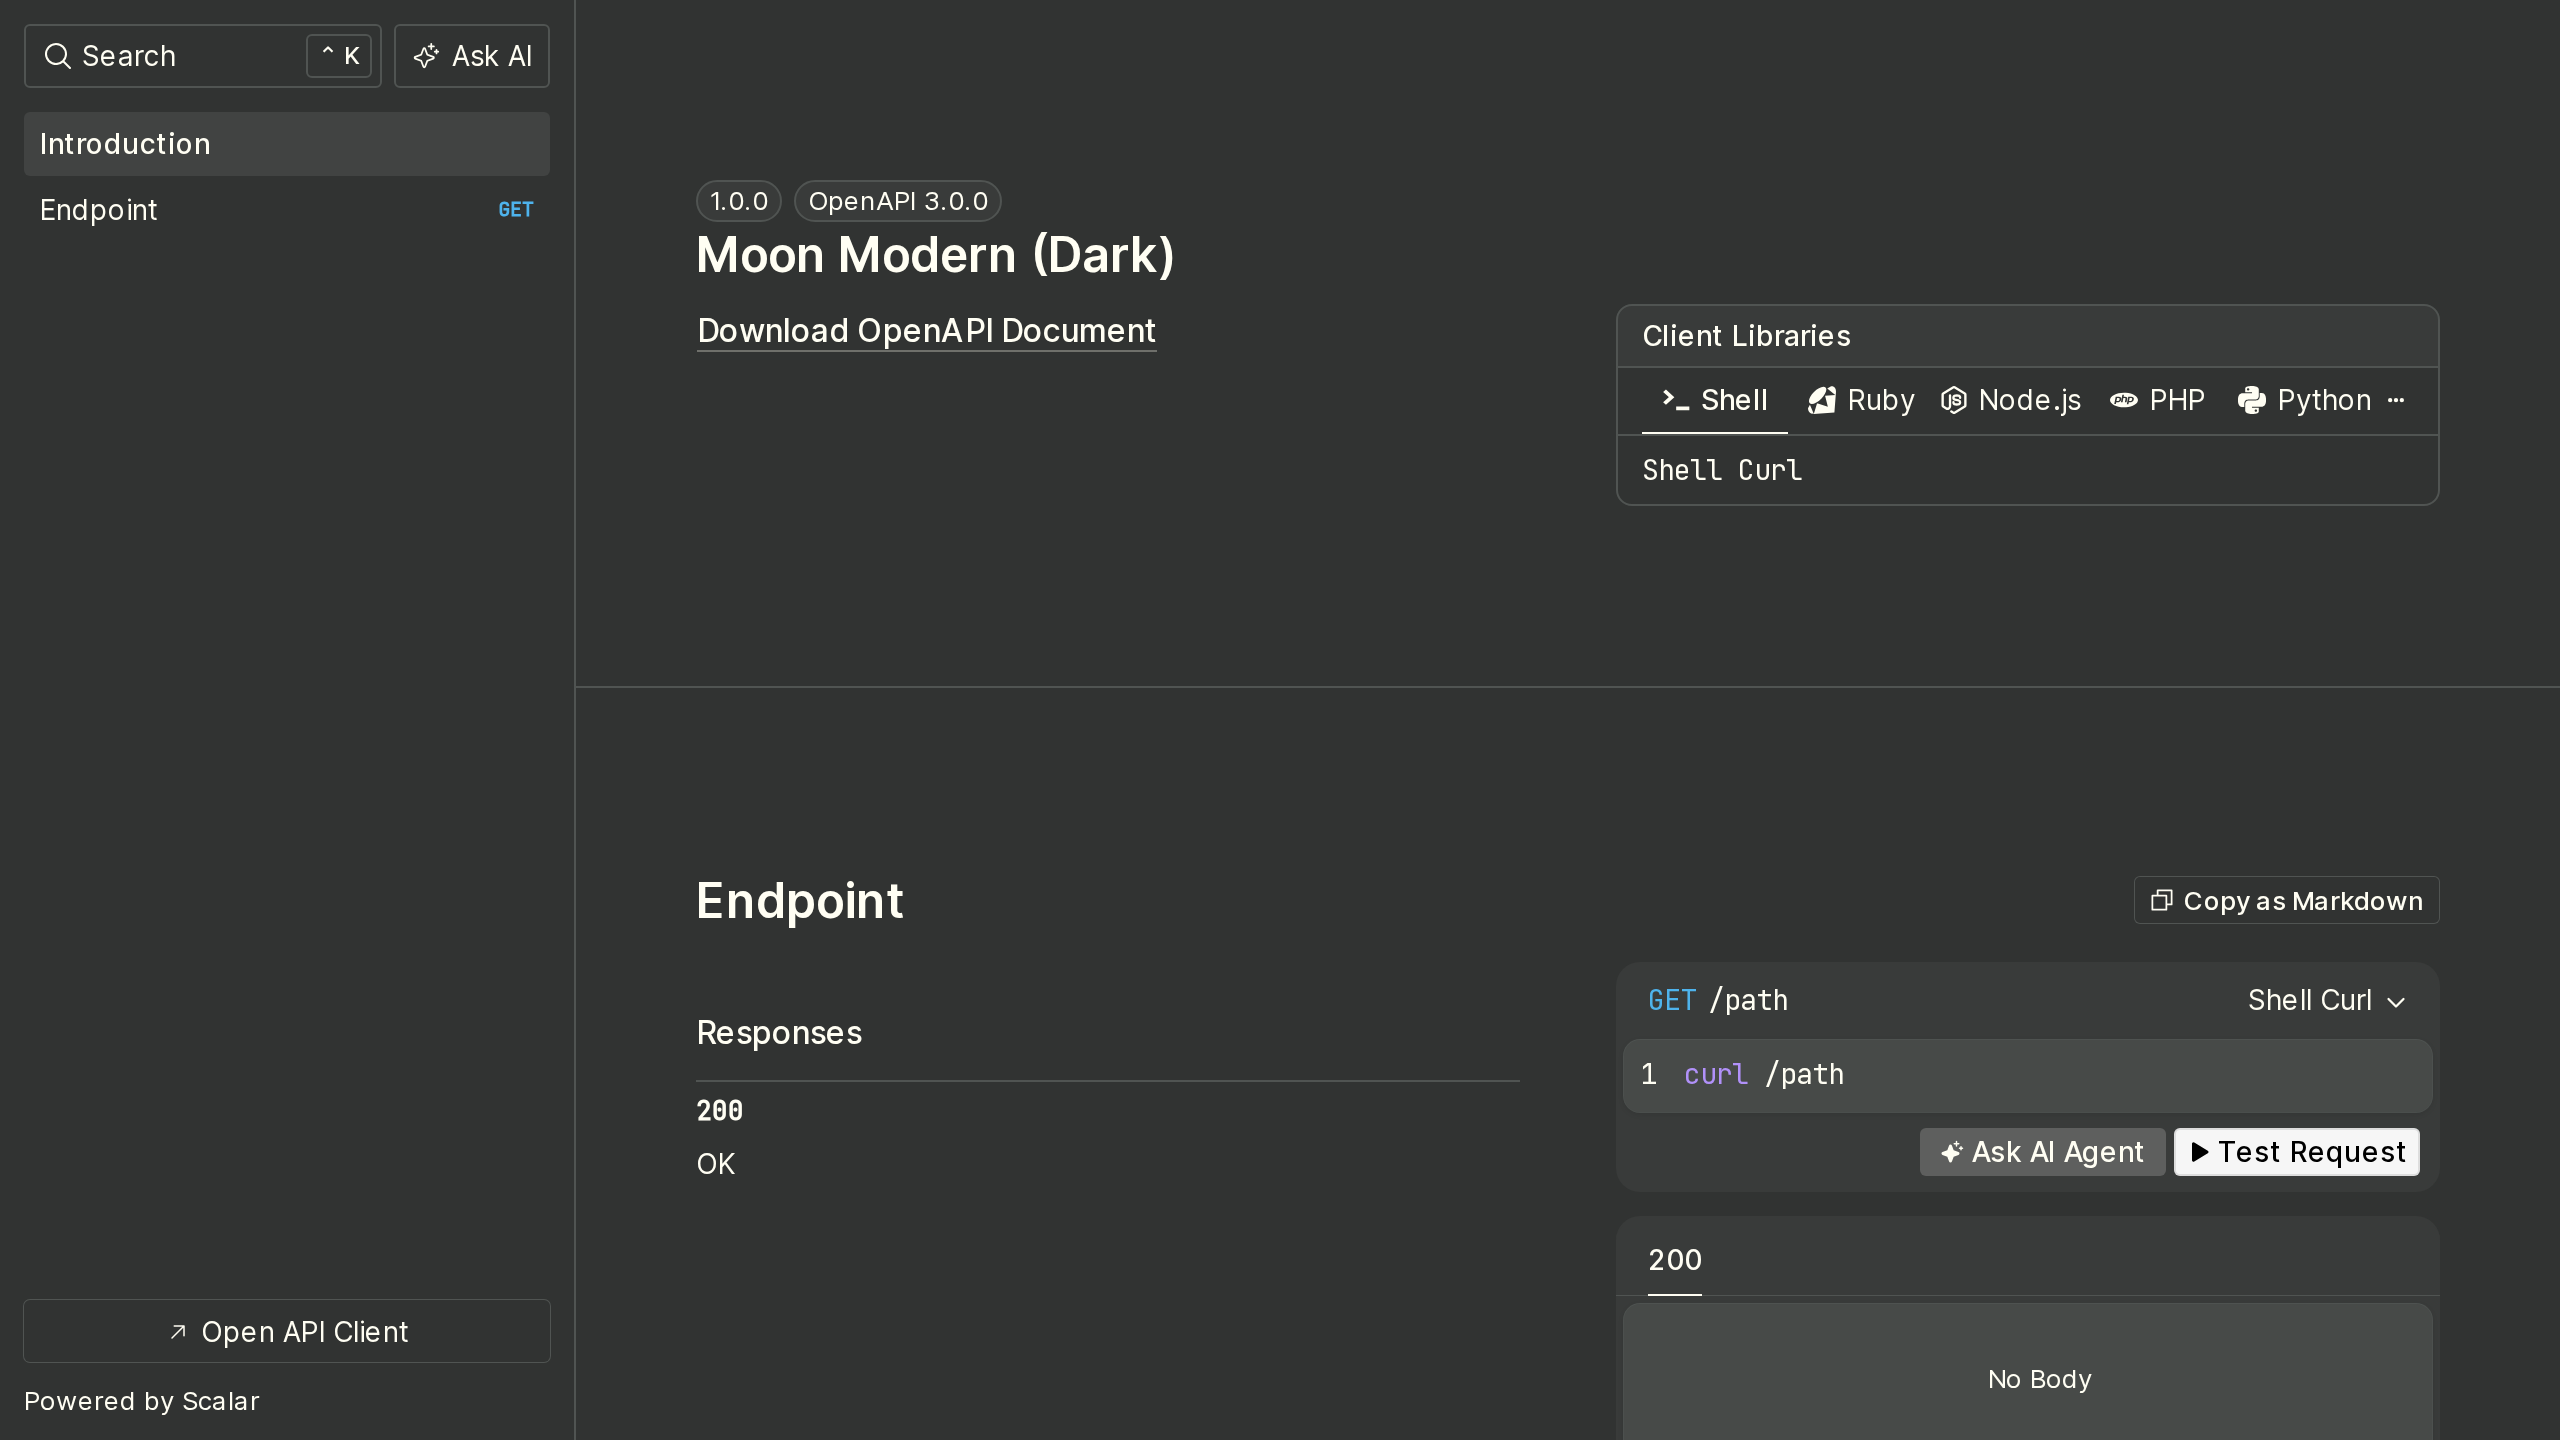 Search
⌃ K
Ask AI
Introduction
Endpoint
GET
Open API Client
Powered by Scalar
1.0.0
OpenAPI 3.0.0
Moon Modern (Dark)
Download OpenAPI Document
Client Libraries
Shell
Ruby
Node.js
PHP
Python
Shell Curl
Endpoint
Copy as Markdown
Responses
200
OK
GET /path
Shell Curl
1 curl /path
Ask AI Agent
Test Request
200
No Body